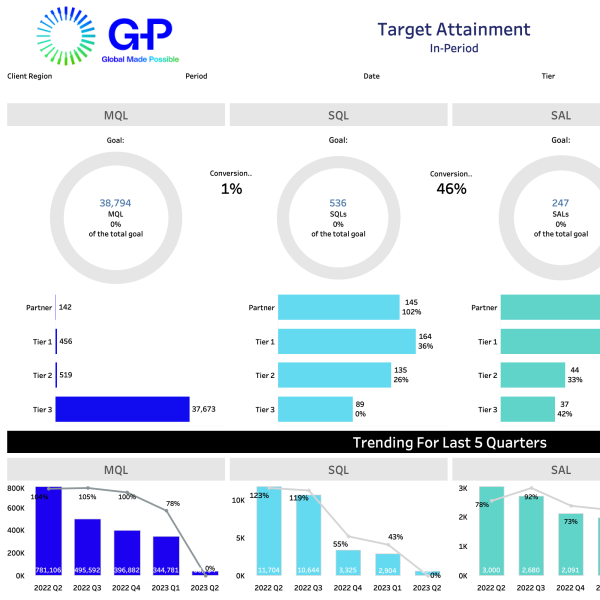 G-P
Global Made Possible
Target Attainment
In-Period
Client Region
Period
Date
Tier
MQL
SQL
SAL
Goal:
Goal:
Goal:
38,794
MQL
0%
of the total goal
Conversion..
1%
536
SQLs
0%
of the total goal
Conversion..
46%
247
SALs
0%
of the total goal
Partner
142
Tier 1
456
Tier 2
519
Tier 3
37,673
Partner
145
102%
Tier 1
164
36%
Tier 2
135
26%
Tier 3
89
0%
Partner
Tier 1
Tier 2
44
33%
Tier 3
37
42%
Trending For Last 5 Quarters
MQL
SQL
SAL
800K
600K
400K
200K
0K
105%
100%
78%
0%
781,106
495,592
396,882
344,781
2022 Q2
2022 Q3
2022 Q4
2023 Q1
2023 Q2
10K
5K
0K
123%
119%
55%
43%
0%
11,704
10,644
3,325
2,904
2022 Q2
2022 Q3
2022 Q4
2023 Q1
2023 Q2
3K
2K
1K
0K
78%
92%
73%
3,000
2,680
2,091
2022 Q2
2022 Q3
2022 Q4